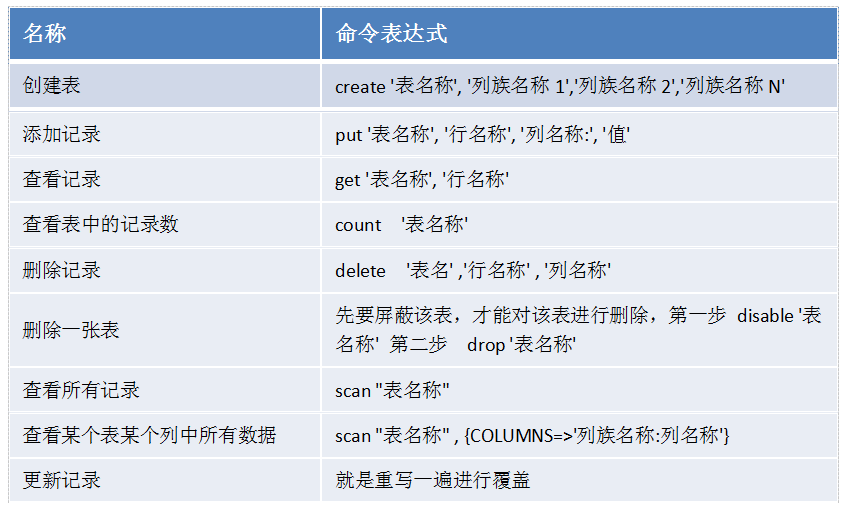 名称 命令表达式
创建表 create '表名称', '列族名称 1','列族名称 2','列族名称 N'
添加记录 put '表名称', '行名称', '列名称:', '值'
查看记录 get '表名称', '行名称'
查看表中的记录数 count '表名称'
删除记录 delete '表名' ,'行名称' , '列名称'
删除一张表 先要屏蔽该表，才能对该表进行删除，第一步 disable '表
名称' 第二步 drop '表名称'
查看所有记录 scan "表名称"
查看某个表某个列中所有数据 scan "表名称" , {COLUMNS=>'列族名称:列名称'}
更新记录 就是重写一遍进行覆盖